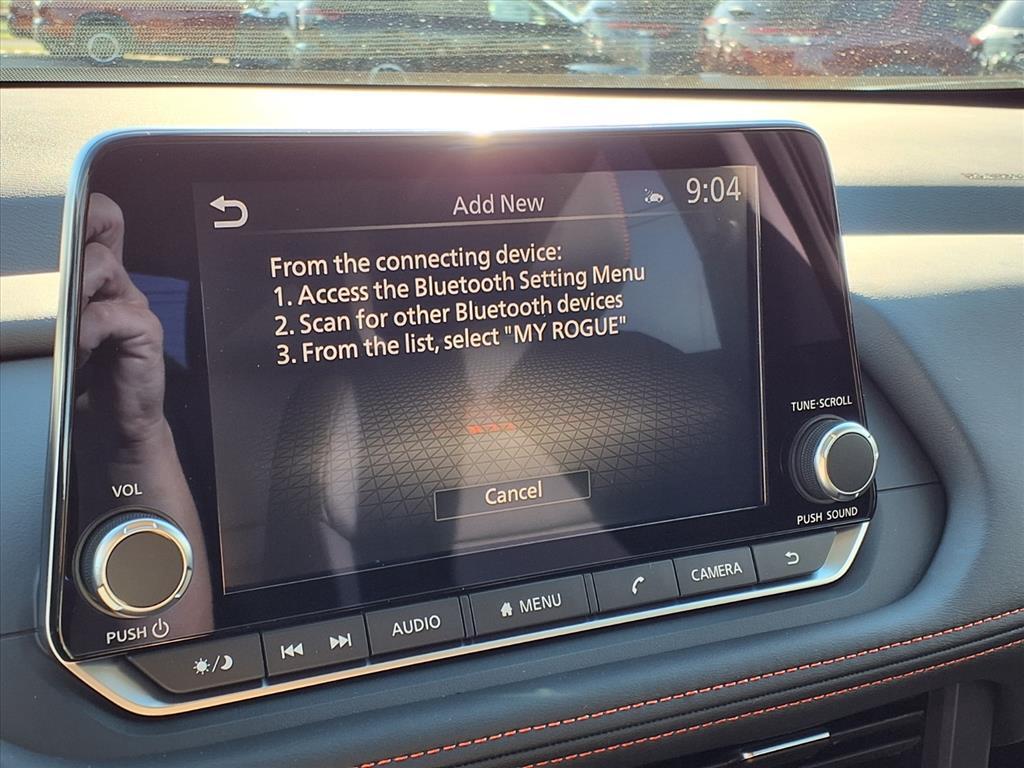 Add New
9:04
From the connecting device:
1. Access the Bluetooth Setting Menu
2. Scan for other Bluetooth devices
3. From the list, select "MY ROGUE"
Cancel
TUNE·SCROLL
PUSH SOUND
VOL
PUSH
AUDIO
MENU
CAMERA